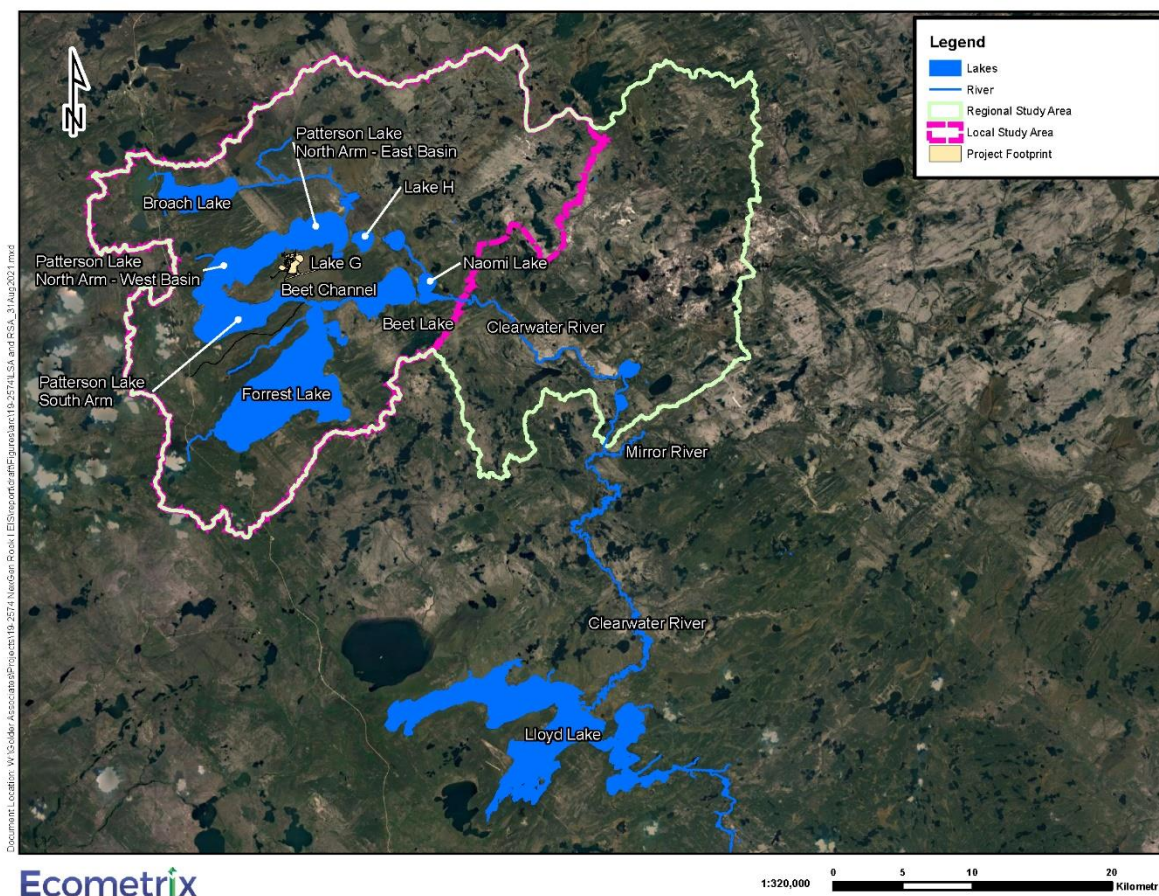 Legend
Lakes
River
Regional Study Area
Local Study Area
Project Footprint
N
Patterson Lake
North Arm - East Basin
Lake H
Broach Lake
Patterson Lake
North Arm - West Basin
Lake G
Naomi Lake
Beet Channel
Beet Lake
Clearwater River
Patterson Lake
South Arm
Forrest Lake
Mirror River
Clearwater River
Lloyd Lake
Ecometrix
1:320,000
0 5 10 20
Kilometr